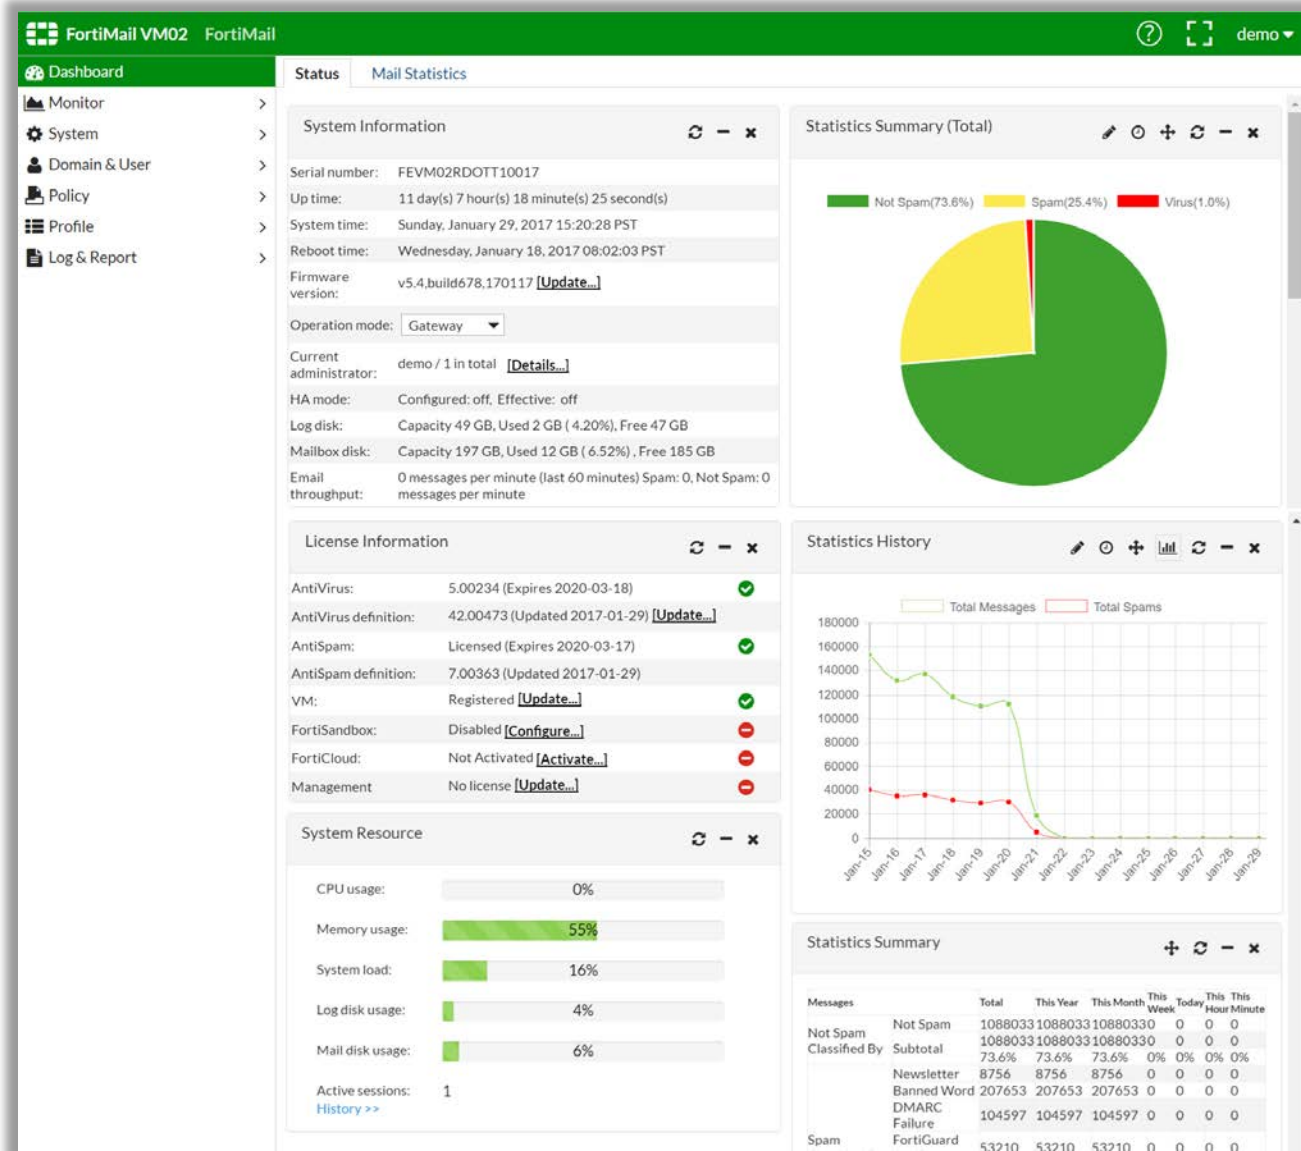 FortiMail VM02 FortiMail
demo
Dashboard
Monitor
System
Domain & User
Policy
Profile
Log & Report
Status Mail Statistics
System Information
Serial number: FEVM02RDOTT10017
Up time: 11 day(s) 7 hour(s) 18 minute(s) 25 second(s)
System time: Sunday, January 29, 2017 15:20:28 PST
Reboot time: Wednesday, January 18, 2017 08:02:03 PST
Firmware
version: v5.4,build678,170117 [Update...]
Operation mode: Gateway
Current
administrator: demo / 1 in total [Details...]
HA mode: Configured: off, Effective: off
Log disk: Capacity 49 GB, Used 2 GB ( 4.20%), Free 47 GB
Mailbox disk: Capacity 197 GB, Used 12 GB ( 6.52%) , Free 185 GB
Email 0 messages per minute (last 60 minutes) Spam: 0, Not Spam: 0
throughput: messages per minute
Statistics Summary (Total)
Not Spam(73.6%) Spam(25.4%) Virus(1.0%)
License Information
AntiVirus: 5.00234 (Expires 2020-03-18)
AntiVirus definition: 42.00473 (Updated 2017-01-29) [Update...]
AntiSpam: Licensed (Expires 2020-03-17)
AntiSpam definition: 7.00363 (Updated 2017-01-29)
VM: Registered [Update...]
FortiSandbox: Disabled [Configure...]
FortiCloud: Not Activated [Activate...]
Management No license [Update...]
Statistics History
Total Messages Total Spams
180000
160000
140000
120000
100000
80000
60000
40000
20000
0
Jan-15 Jan-16 Jan-17 Jan-18 Jan-19 Jan-20 Jan-21 Jan-22 Jan-23 Jan-24 Jan-25 Jan-26 Jan-27 Jan-28 Jan-29
System Resource
CPU usage: 0%
Memory usage: 55%
System load: 16%
Log disk usage: 4%
Mail disk usage: 6%
Active sessions: 1
History >>
Statistics Summary
Messages Total This Year This Month This Week Today This Hour This Minute
Not Spam Classified By
Not Spam 1088033 1088033 1088033 0 0 0 0
Subtotal 1088033 1088033 1088033 0 0 0 0
73.6% 73.6% 73.6% 0% 0% 0% 0%
Spam
Newsletter 8756 8756 8756 0 0 0 0
Banned Word 207653 207653 207653 0 0 0 0
DMARC
Failure 104597 104597 104597 0 0 0 0
FortiGuard 53210 53210 53210 0 0 0 0